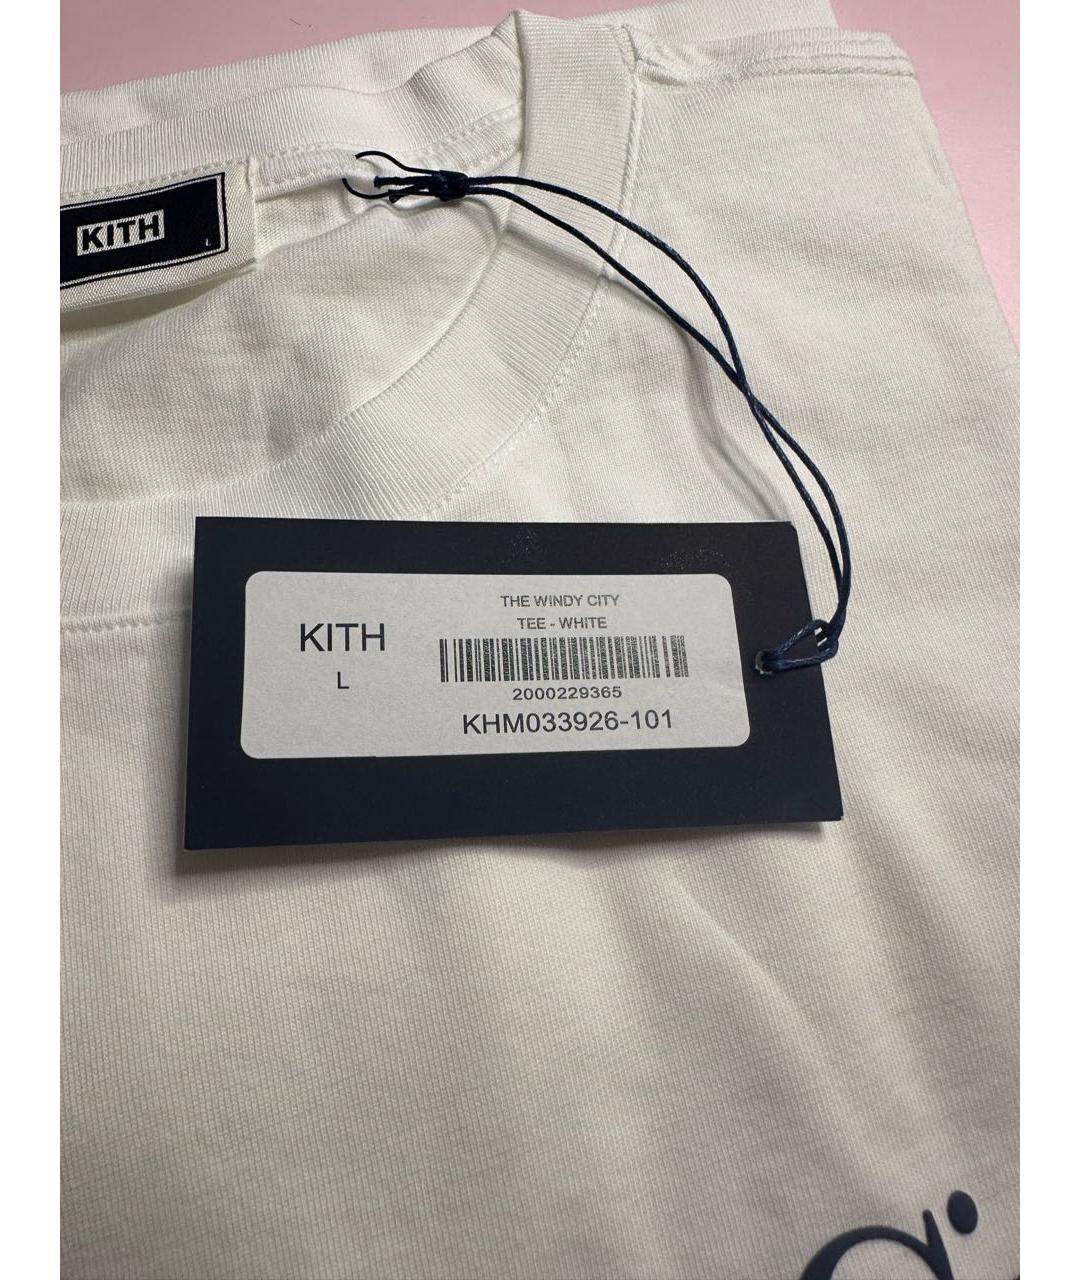 KITH
L
KITH
L
THE WINDY CITY
TEE - WHITE
2000229365
KHM033926-101